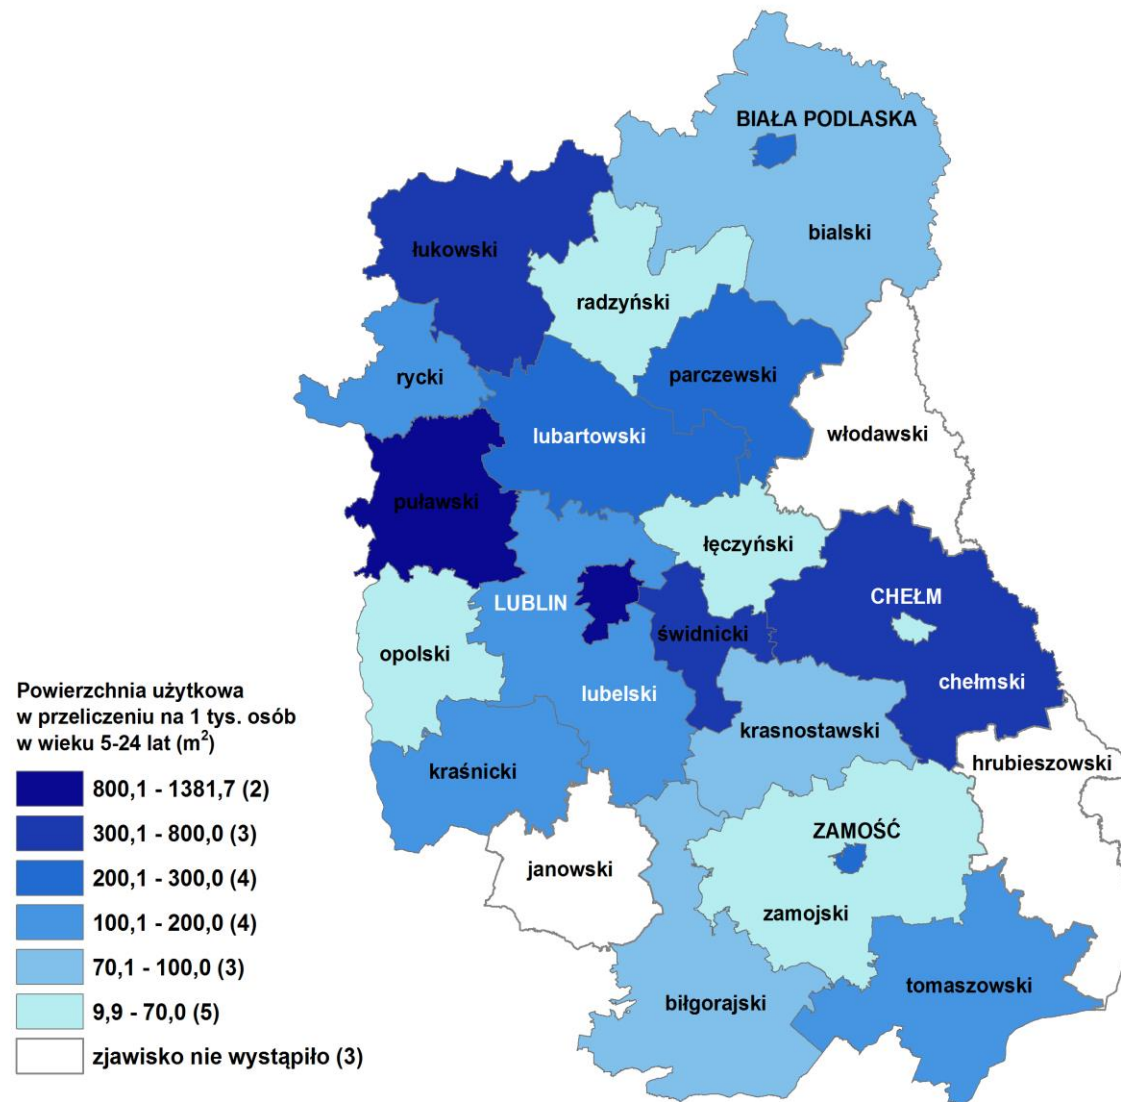 BIAŁA PODLASKA
bialski
łukowski
radzyński
rycki
parczewski
lubartowski
włodawski
puławski
łęczyński
LUBLIN
CHEŁM
świdnicki
opolski
lubelski
chełmski
krasnostawski
hrubieszowski
kraśnicki
ZAMOŚĆ
janowski
zamojski
tomaszowski
biłgorajski
Powierzchnia użytkowa
w przeliczeniu na 1 tys. osób
w wieku 5-24 lat (m²)
800,1 - 1381,7 (2)
300,1 - 800,0 (3)
200,1 - 300,0 (4)
100,1 - 200,0 (4)
70,1 - 100,0 (3)
9,9 - 70,0 (5)
zjawisko nie wystąpiło (3)